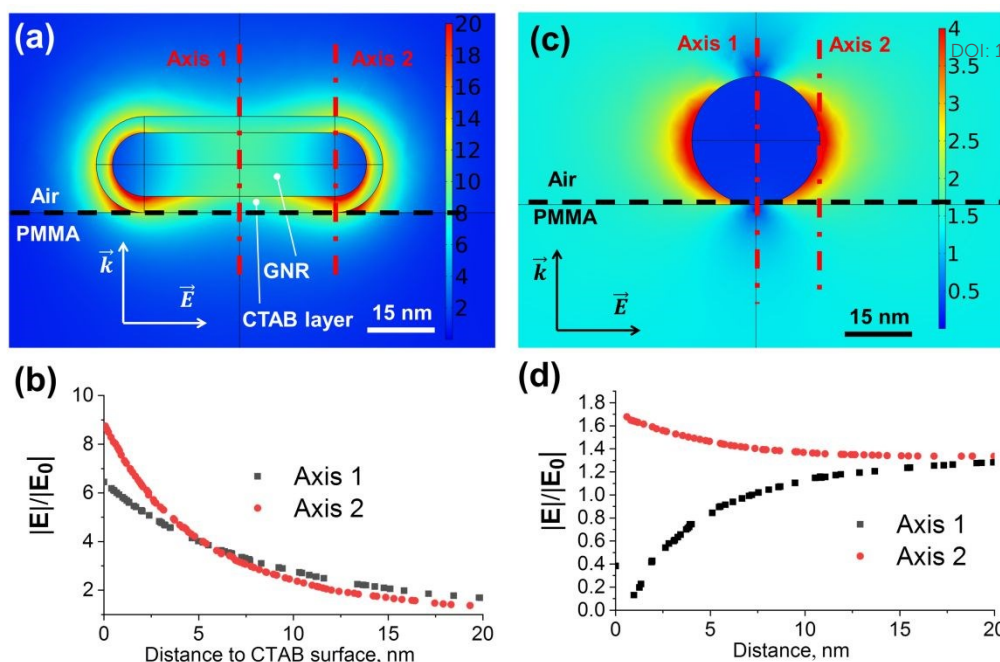 (a)
Axis 1
Axis 2
Air
PMMA
k
E
GNR
CTAB layer
15 nm
20
18
16
14
12
10
8
6
4
2
(c)
Axis 1
Axis 2
DOI: 1
Air
PMMA
k
E
15 nm
4
3.5
3
2.5
2
1.5
1
0.5
(b)
|E|/|E0|
10
8
6
4
2
Axis 1
Axis 2
0
5
10
15
20
Distance to CTAB surface, nm
(d)
|E|/|E0|
1.8
1.6
1.4
1.2
1.0
0.8
0.6
0.4
0.2
0.0
Axis 1
Axis 2
0
5
10
15
20
Distance, nm